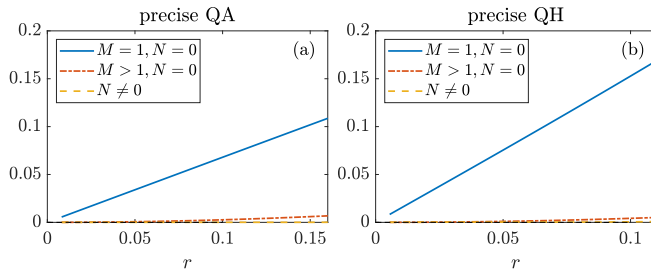 precise QA
precise QH
0.2
0.15
0.1
0.05
0
M = 1, N = 0
M > 1, N = 0
N ≠ 0
(a)
0 0.05 0.1 0.15
r
0.2
0.15
0.1
0.05
0
M = 1, N = 0
M > 1, N = 0
N ≠ 0
(b)
0 0.05 0.1
r